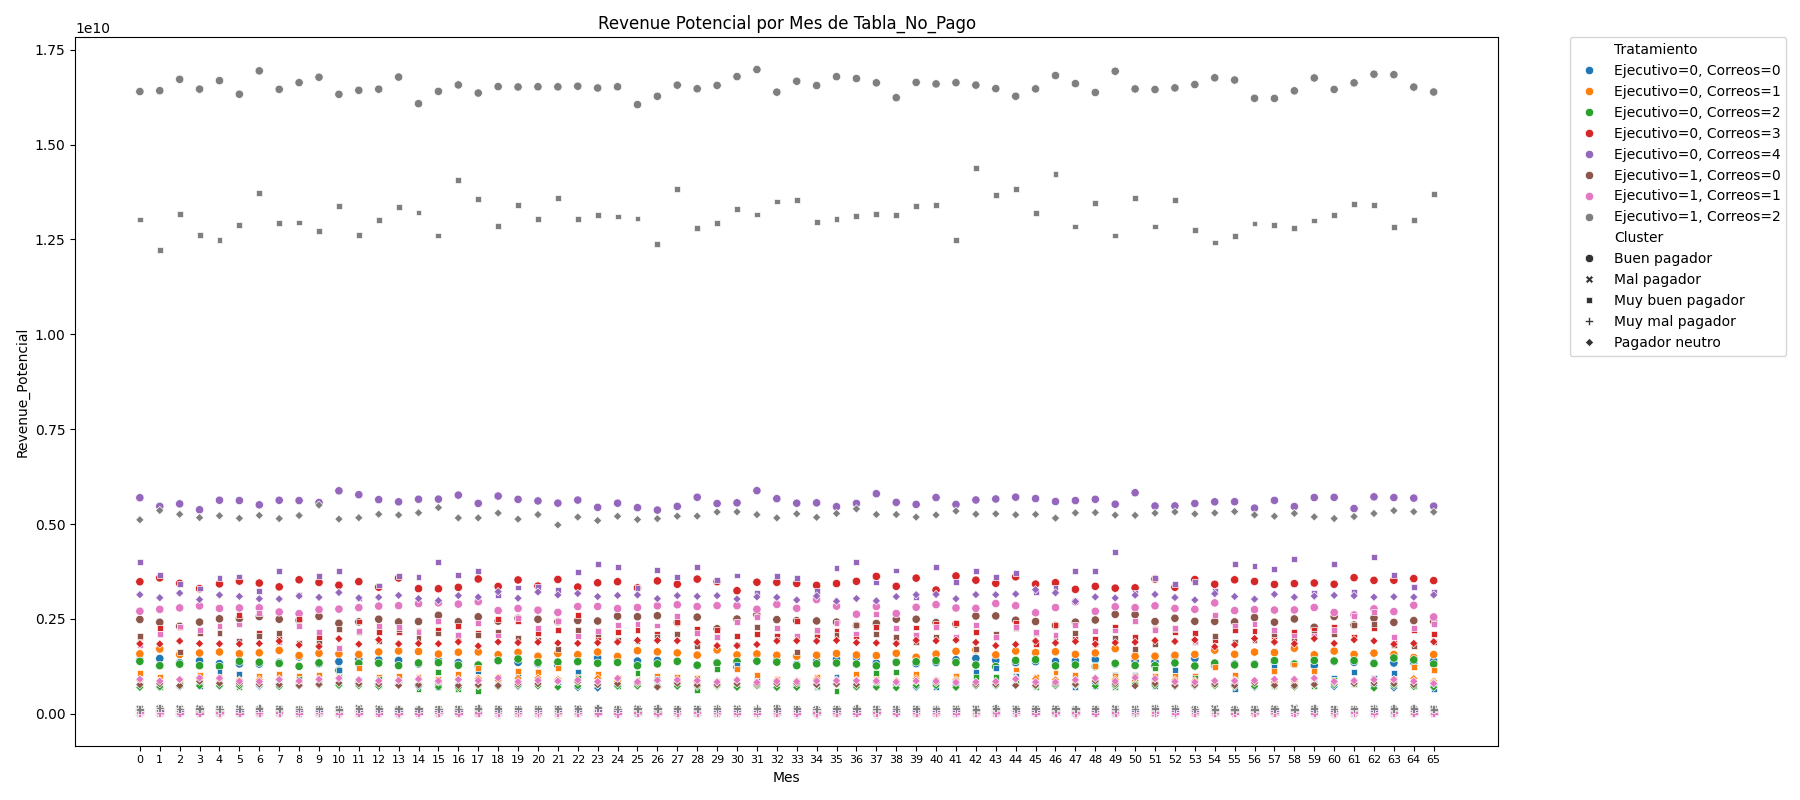 Revenue Potencial por Mes de Tabla_No_Pago
1e10
1.75
1.50
1.25
1.00
0.75
0.50
0.25
0.00
Revenue_Potencial
0 1 2 3 4 5 6 7 8 9 10 11 12 13 14 15 16 17 18 19 20 21 22 23 24 25 26 27 28 29 30 31 32 33 34 35 36 37 38 39 40 41 42 43 44 45 46 47 48 49 50 51 52 53 54 55 56 57 58 59 60 61 62 63 64 65
Mes
Tratamiento
Ejecutivo=0, Correos=0
Ejecutivo=0, Correos=1
Ejecutivo=0, Correos=2
Ejecutivo=0, Correos=3
Ejecutivo=0, Correos=4
Ejecutivo=1, Correos=0
Ejecutivo=1, Correos=1
Ejecutivo=1, Correos=2
Cluster
Buen pagador
Mal pagador
Muy buen pagador
Muy mal pagador
Pagador neutro